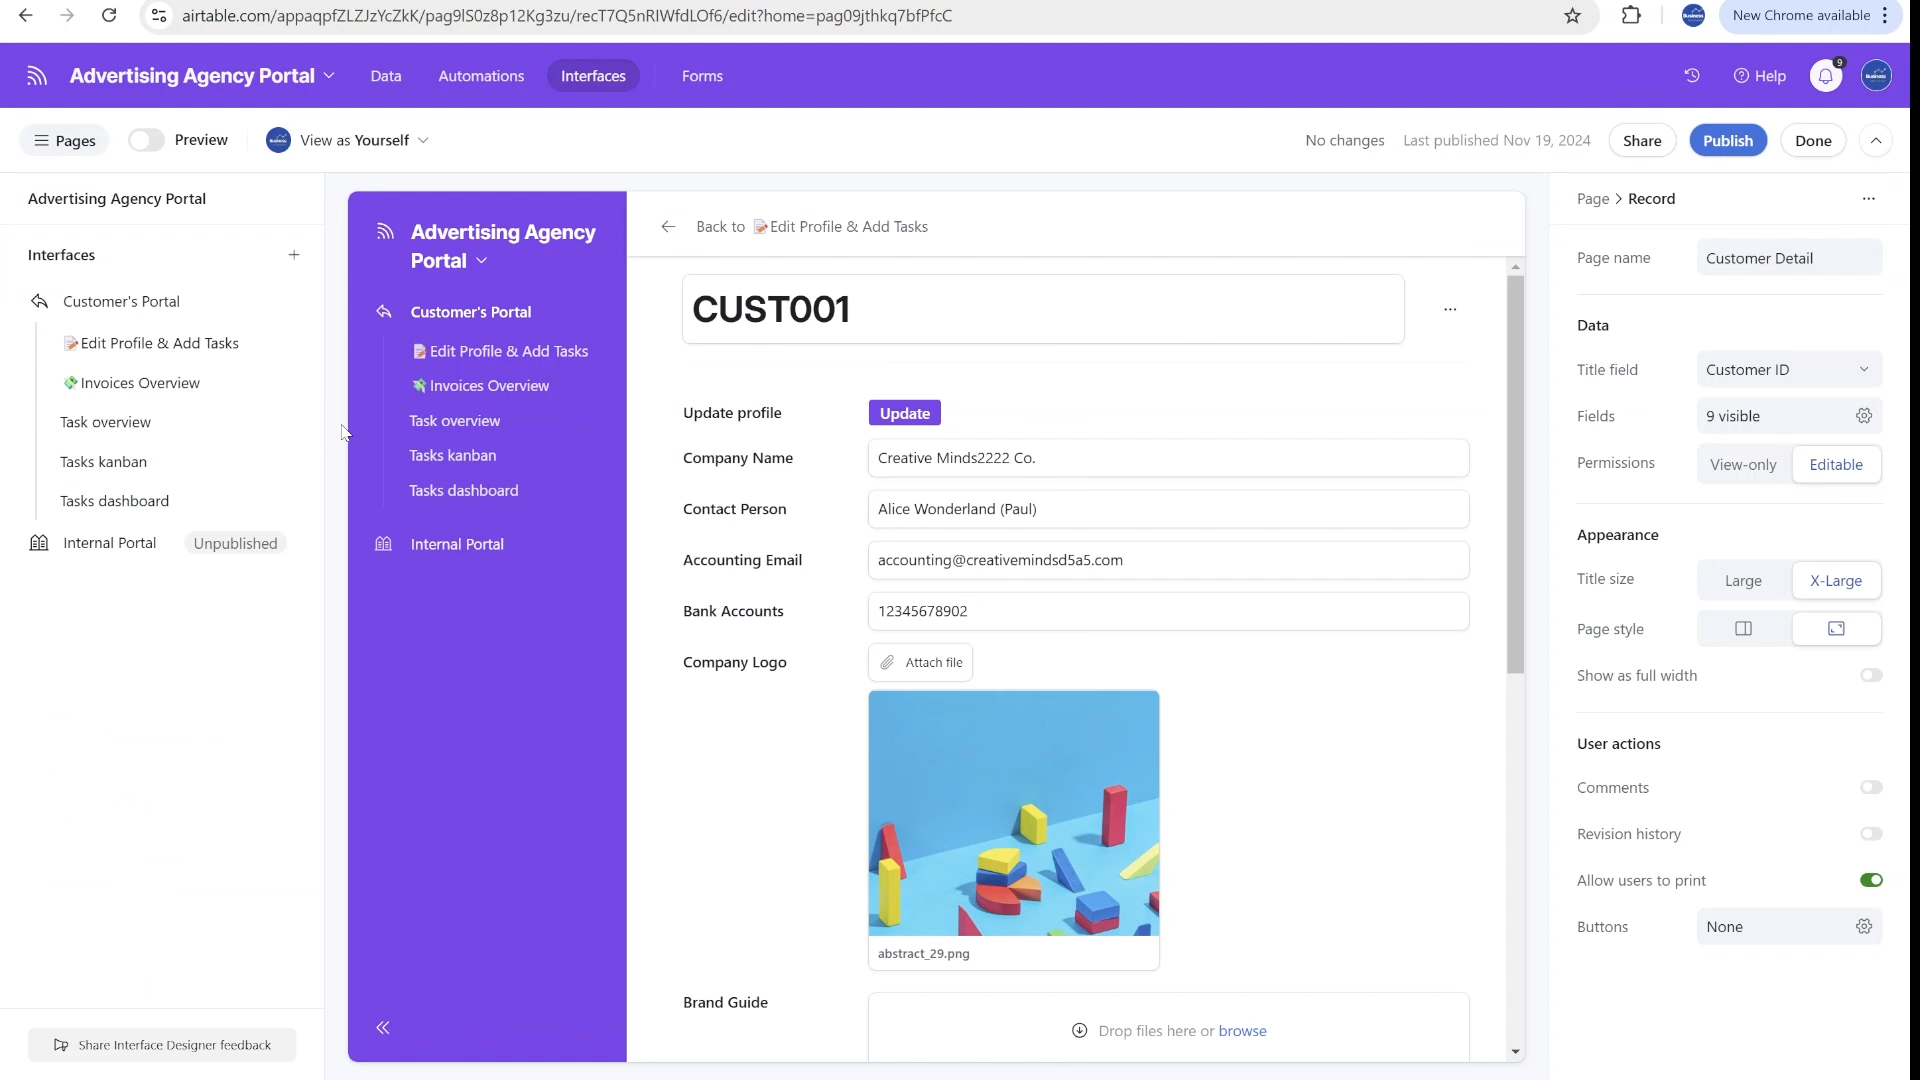 airtable.com/appaqpfZLZJzYcZkK/pag9lS0z8p12Kg3zu/recT7Q5nRIWfdLOf6/edit?home=pag09jthkq7bfPfcC
New Chrome available
Advertising Agency Portal
Data
Automations
Interfaces
Forms
Help
9
Pages
Preview
View as Yourself
No changes
Last published Nov 19, 2024
Share
Publish
Done
Advertising Agency Portal
Interfaces
Customer's Portal
Edit Profile & Add Tasks
Invoices Overview
Task overview
Tasks kanban
Tasks dashboard
Internal Portal
Unpublished
Share Interface Designer feedback
Advertising Agency
Portal
Customer's Portal
Edit Profile & Add Tasks
Invoices Overview
Task overview
Tasks kanban
Tasks dashboard
Internal Portal
Back to Edit Profile & Add Tasks
CUST001
Update profile
Update
Company Name
Creative Minds2222 Co.
Contact Person
Alice Wonderland (Paul)
Accounting Email
accounting@creativemindsd5a5.com
Bank Accounts
12345678902
Company Logo
Attach file
abstract_29.png
Brand Guide
Drop files here or browse
Page > Record
Page name
Customer Detail
Data
Title field
Customer ID
Fields
9 visible
Permissions
View-only
Editable
Appearance
Title size
Large
X-Large
Page style
Show as full width
User actions
Comments
Revision history
Allow users to print
Buttons
None